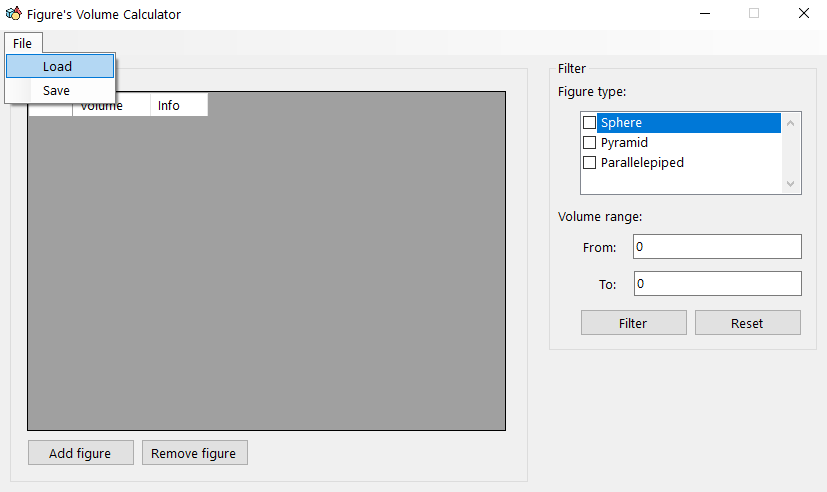 Figure's Volume Calculator
File
Load
Save
Volume Info
Add figure Remove figure
Filter
Figure type:
Sphere
Pyramid
Parallelepiped
Volume range:
From: 0
To: 0
Filter Reset